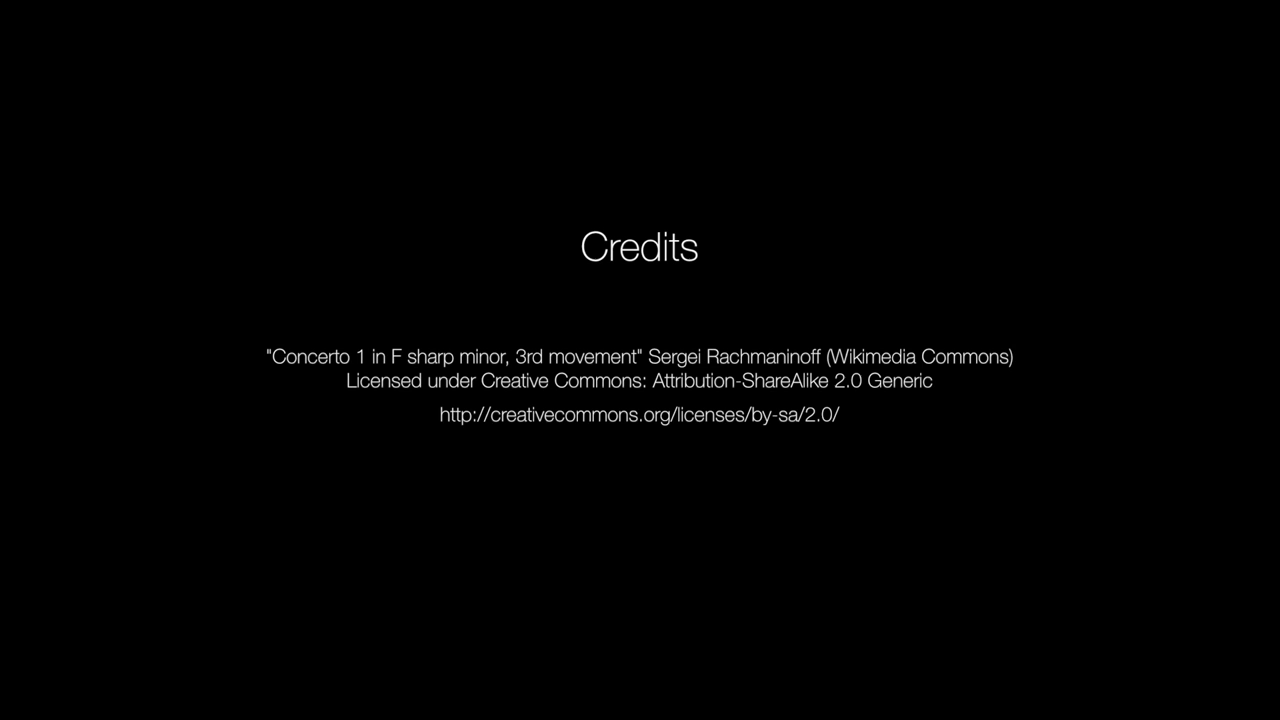 Credits
"Concerto 1 in F sharp minor, 3rd movement" Sergei Rachmaninoff (Wikimedia Commons)
Licensed under Creative Commons: Attribution-ShareAlike 2.0 Generic
http://creativecommons.org/licenses/by-sa/2.0/